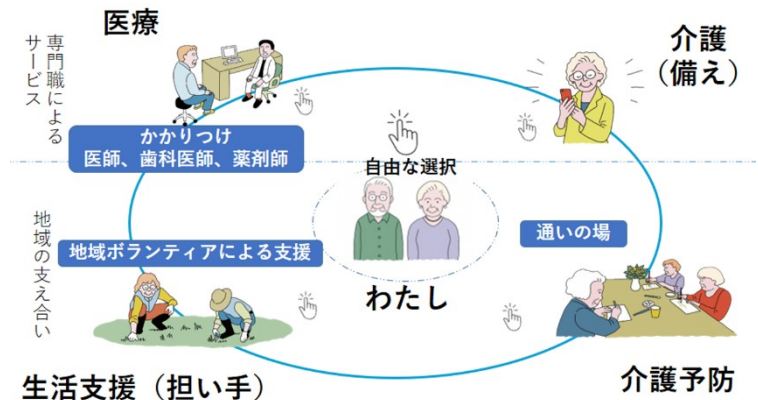 医療
専門職による
サービス
介護
（備え）
かかりつけ
医師、歯科医師、薬剤師
自由な選択
わたし
地域の支え合い
地域ボランティアによる支援
通いの場
生活支援（担い手）
介護予防